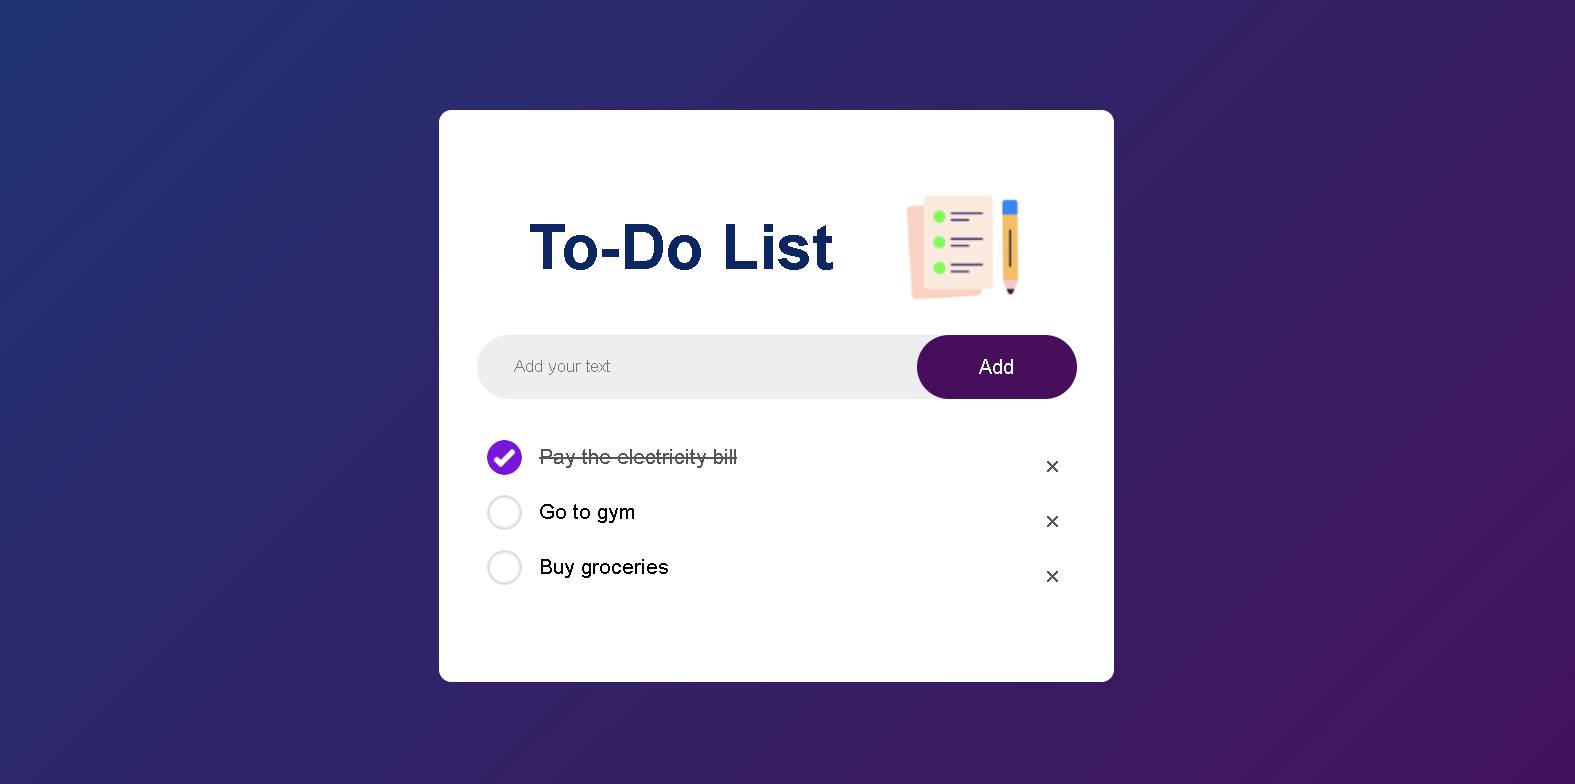 To-Do List
Add your text
Add
Pay the electricity bill
Go to gym
Buy groceries